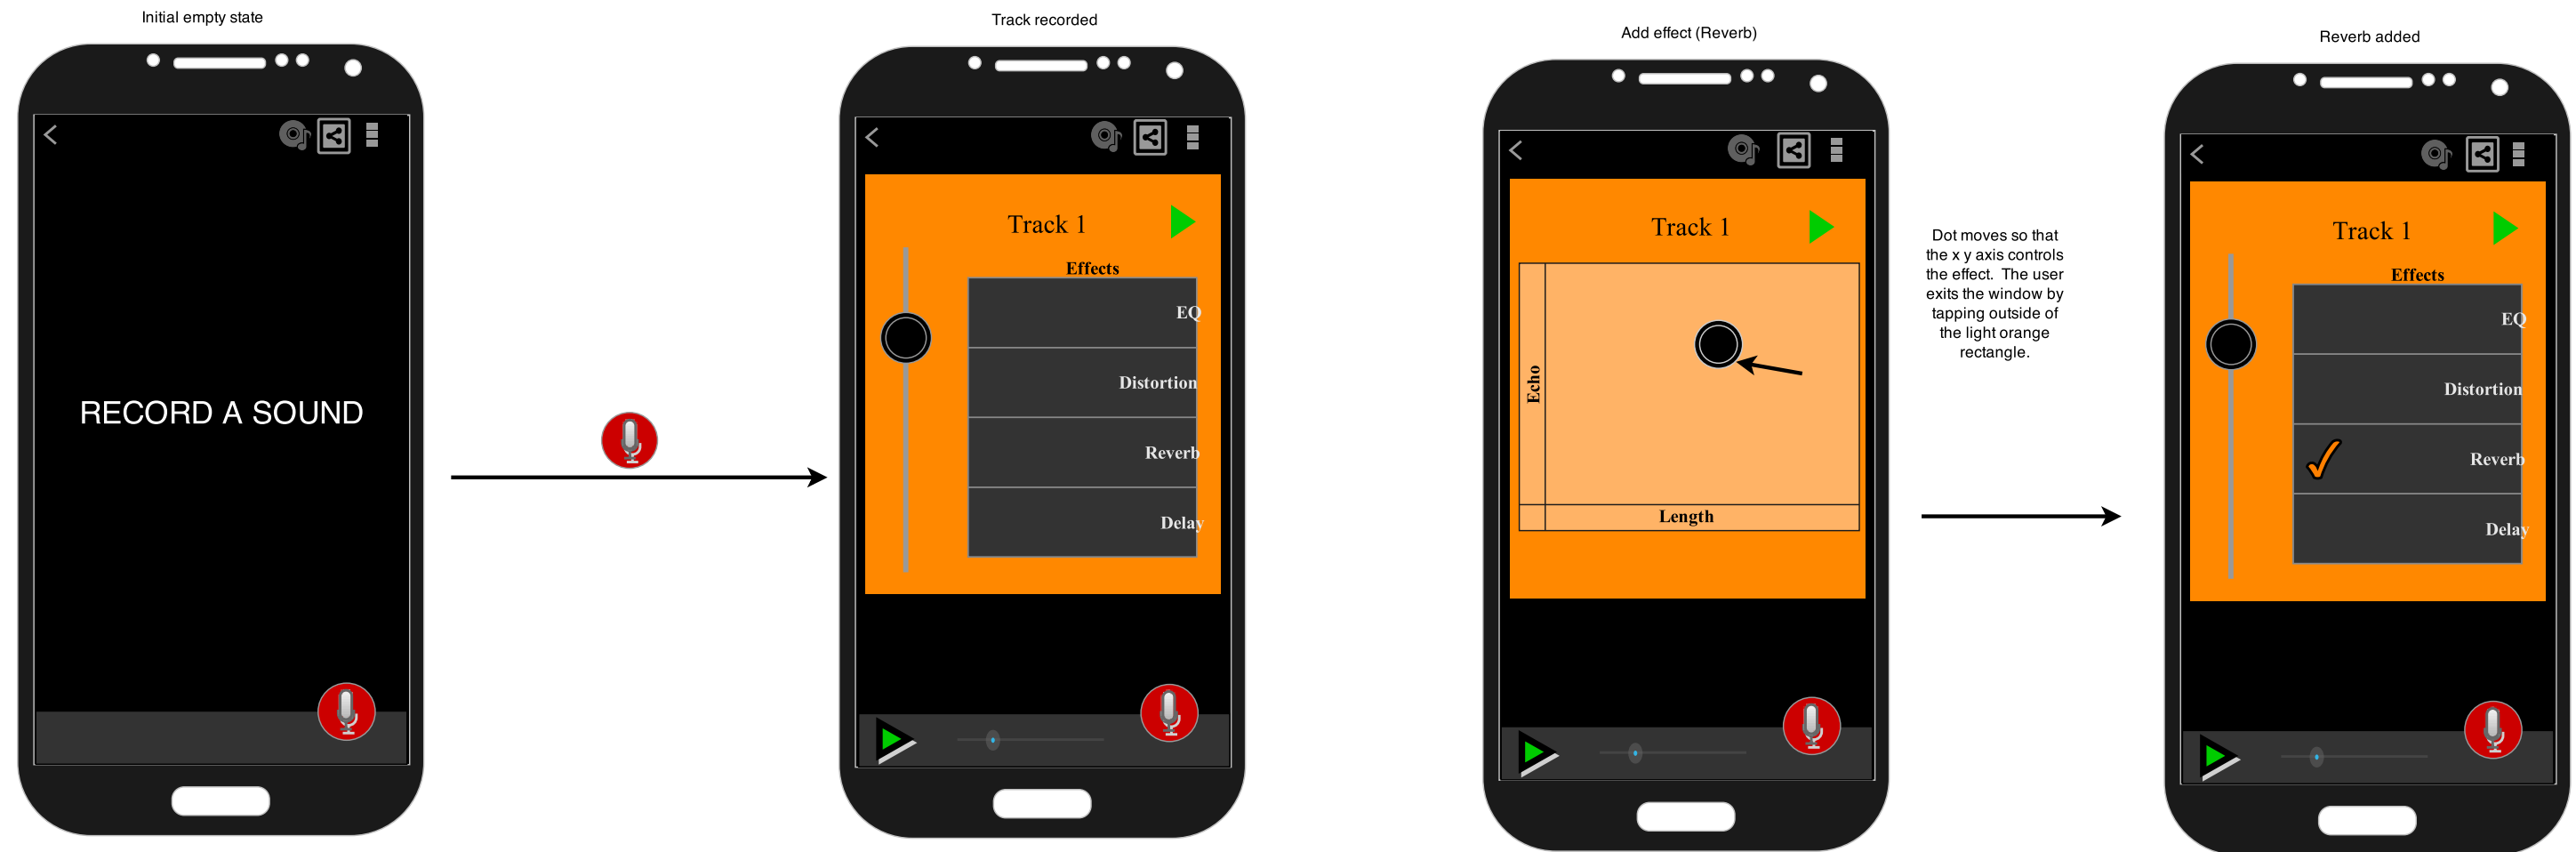 Initial empty state
RECORD A SOUND
Track recorded
Track 1
Effects
EQ
Distortion
Reverb
Delay
Add effect (Reverb)
Track 1
Echo
Length
Dot moves so that
the x y axis controls
the effect. The user
exits the window by
tapping outside of
the light orange
rectangle.
Reverb added
Track 1
Effects
EQ
Distortion
Reverb
Delay